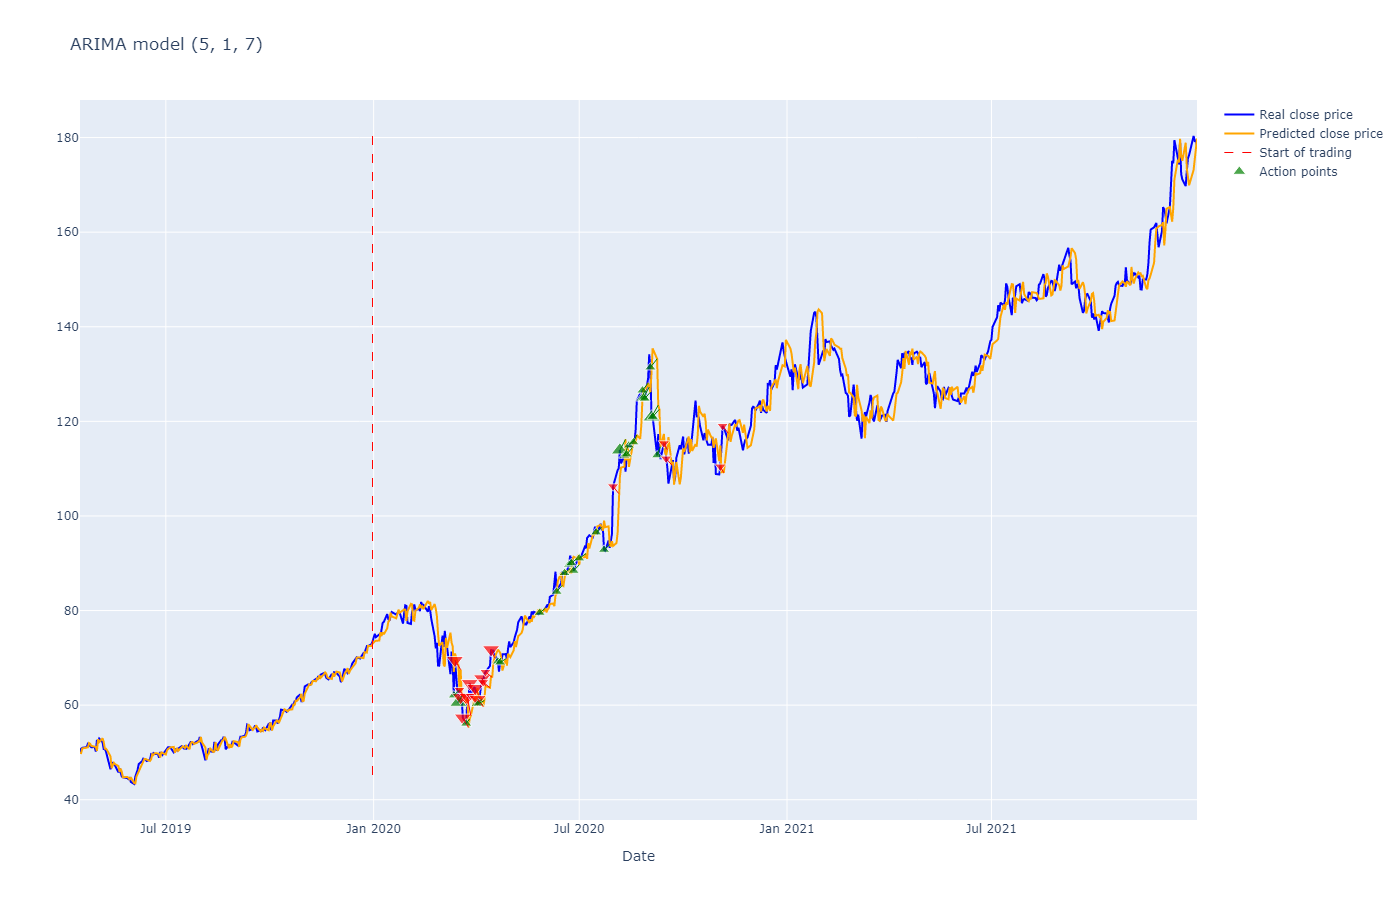 ARIMA model (5, 1, 7)
Real close price
Predicted close price
Start of trading
Action points
180
160
140
120
100
80
60
40
Jul 2019
Jan 2020
Jul 2020
Jan 2021
Jul 2021
Date